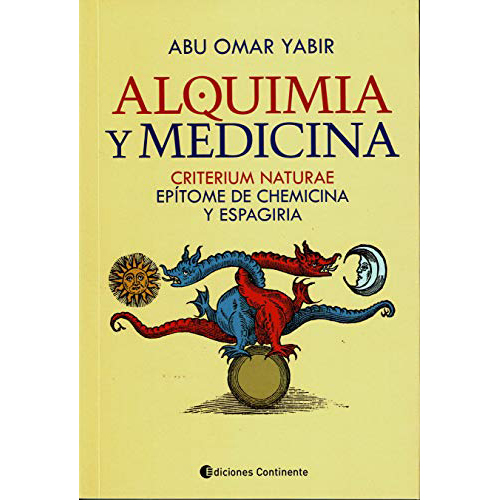 ABU OMAR YABIR
ALQUIMIA
Y MEDICINA
CRITERIUM NATURAE
EPÍTOME DE CHEMICINA
Y ESPAGIRIA
Ediciones Continente